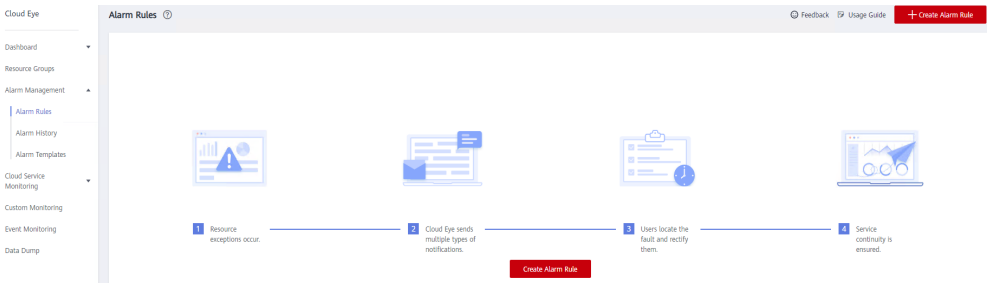 Cloud Eye
Dashboard
Resource Groups
Alarm Management
Alarm Rules
Alarm History
Alarm Templates
Cloud Service
Monitoring
Custom Monitoring
Event Monitoring
Data Dump
Alarm Rules
Feedback
Usage Guide
Create Alarm Rule
1
Resource
exceptions occur.
2
Cloud Eye sends
multiple types of
notifications.
3
Users locate the
fault and rectify
them.
4
Service
continuity is
ensured.
Create Alarm Rule